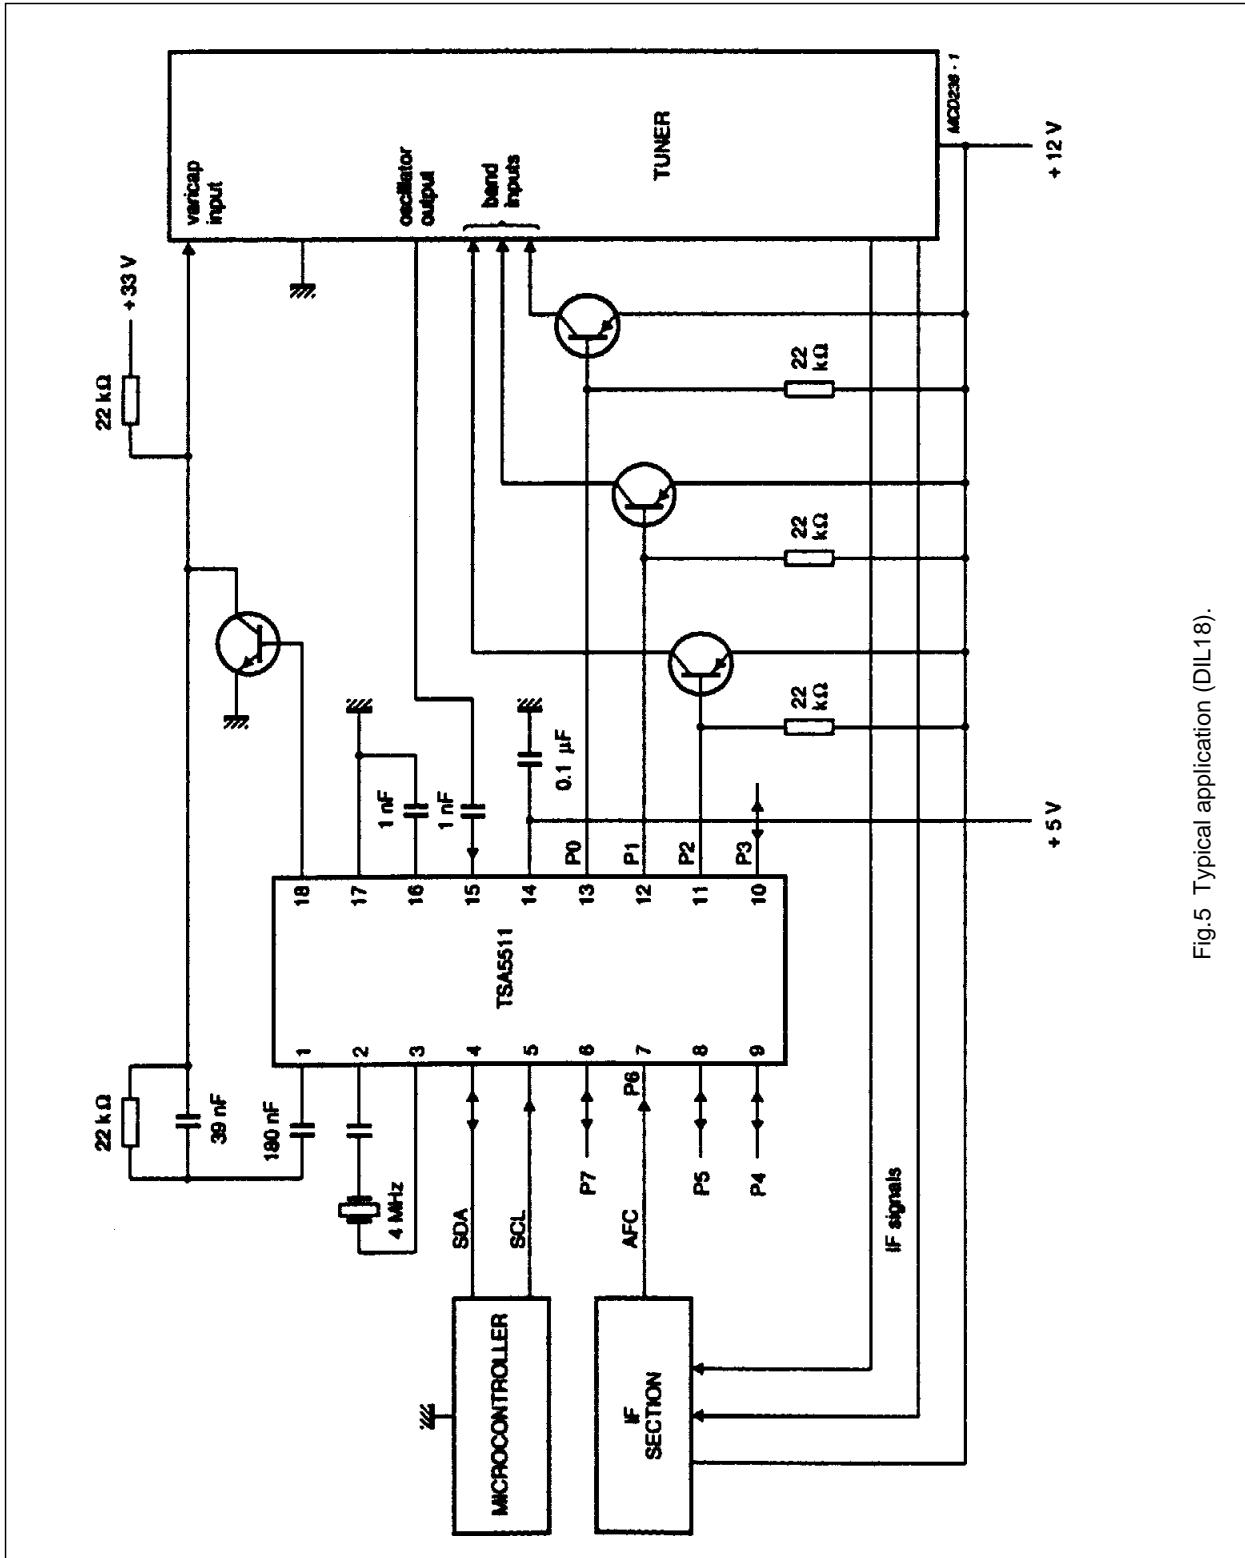 22 kΩ
39 nF
180 nF
4 MHz
22 kΩ
+33 V
varicap
input
oscillator
output
band
inputs
TUNER
MCD236 - 1
+ 12 V
1 nF
1 nF
0.1 µF
18
17
16
15
14
13
12
11
10
P0
P1
P2
P3
TSA5511
1
2
3
4
5
6
7
8
9
P6
SDA
SCL
P7
AFC
P5
P4
MICROCONTROLLER
IF
SECTION
IF signals
22
kΩ
22
kΩ
22
kΩ
+ 5 V
Fig.5 Typical application (DIL18).